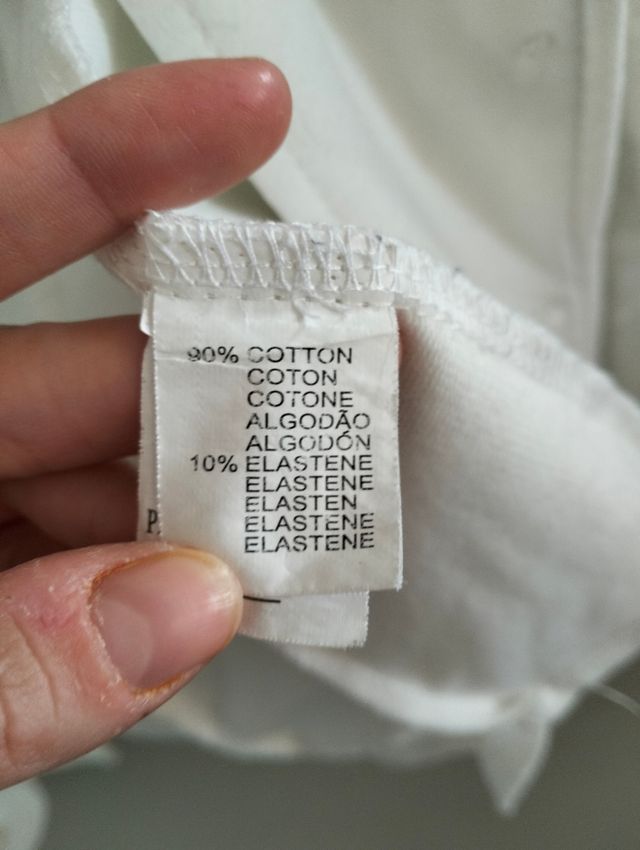 90% COTTON
COTON
COTONE
ALGODÃO
ALGODÓN
10% ELASTENE
ELASTENE
ELASTEN
ELASTENE
ELASTENE
P.